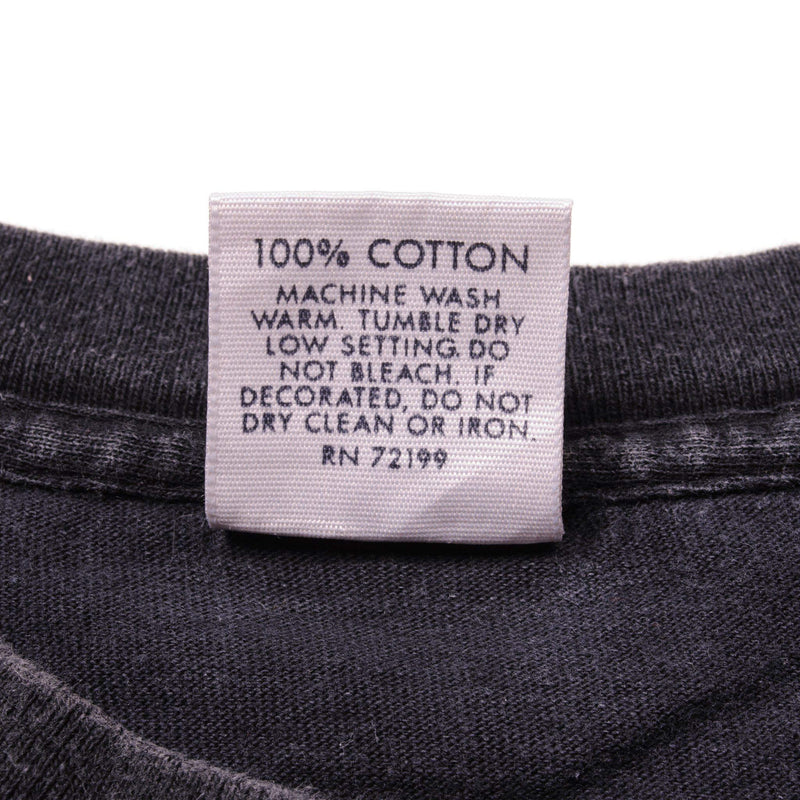 100% COTTON
MACHINE WASH
WARM. TUMBLE DRY
LOW SETTING. DO
NOT BLEACH. IF
DECORATED, DO NOT
DRY CLEAN OR IRON.
RN 72199